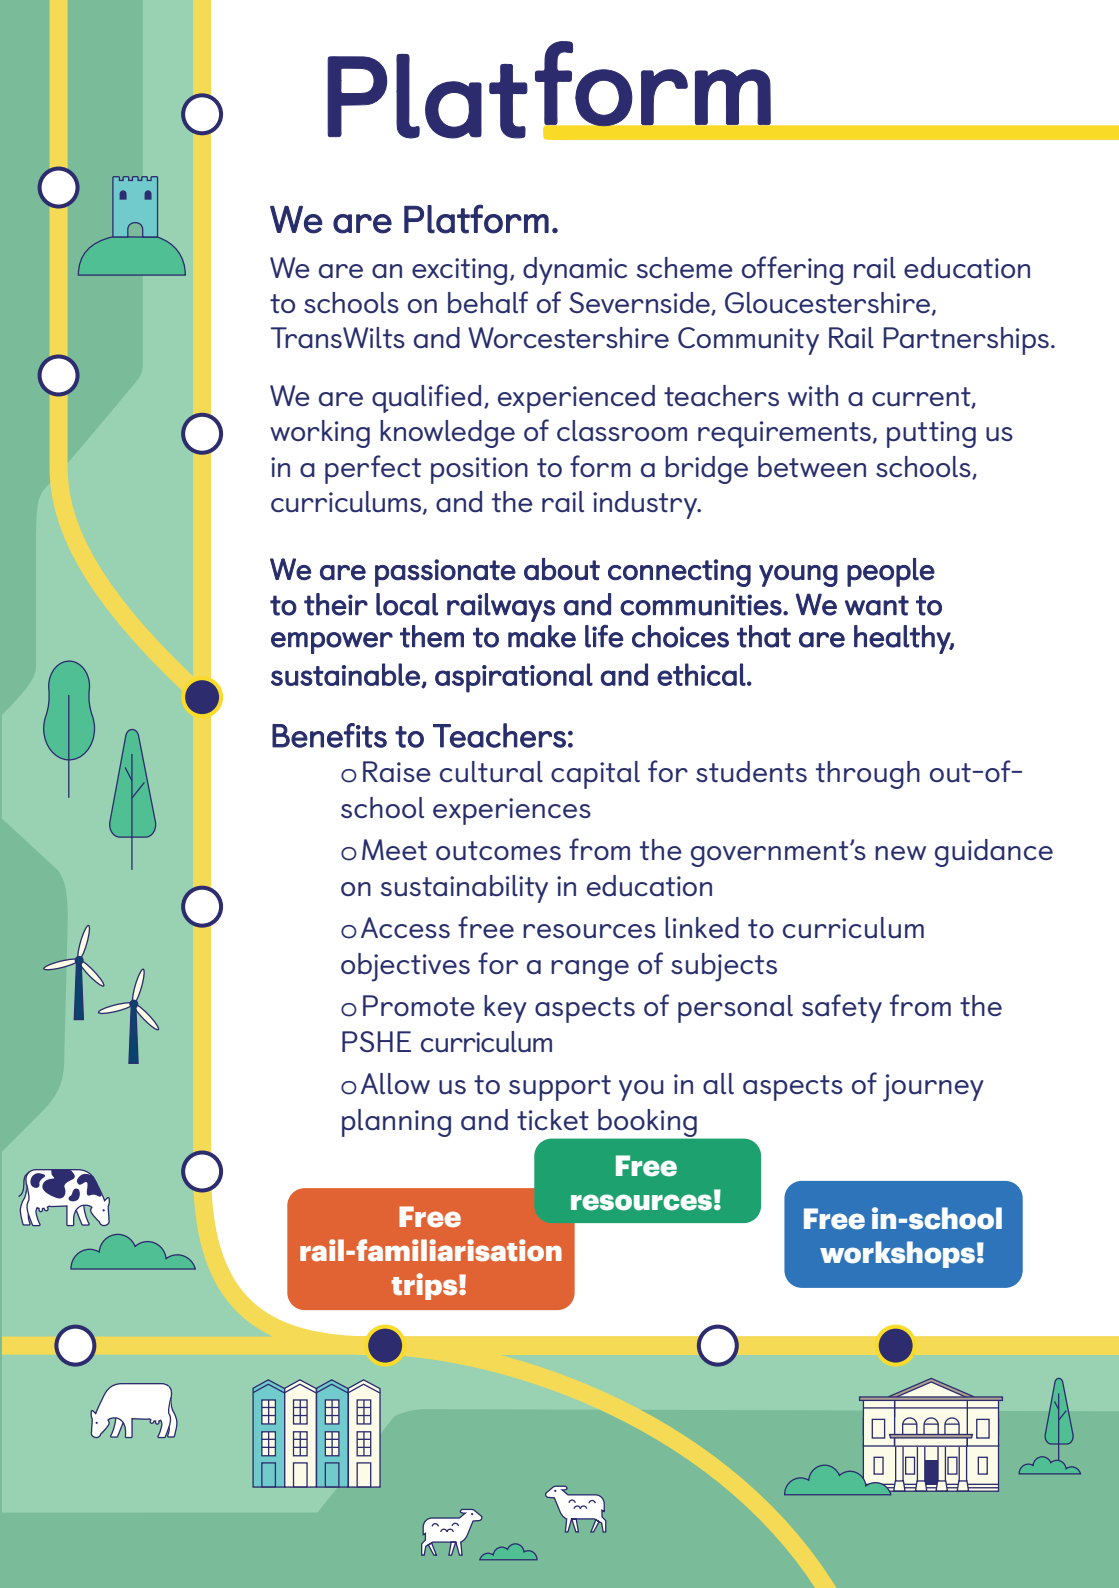 Platform
We are Platform.
We are an exciting, dynamic scheme offering rail education
to schools on behalf of Severnside, Gloucestershire,
TransWilts and Worcestershire Community Rail Partnerships.
We are qualified, experienced teachers with a current,
working knowledge of classroom requirements, putting us
in a perfect position to form a bridge between schools,
curriculums, and the rail industry.
We are passionate about connecting young people
to their local railways and communities. We want to
empower them to make life choices that are healthy,
sustainable, aspirational and ethical.
Benefits to Teachers:
o Raise cultural capital for students through out-of-
school experiences
o Meet outcomes from the government's new guidance
on sustainability in education
o Access free resources linked to curriculum
objectives for a range of subjects
o Promote key aspects of personal safety from the
PSHE curriculum
o Allow us to support you in all aspects of journey
planning and ticket booking
Free
rail-familiarisation
trips!
Free
resources!
Free in-school
workshops!